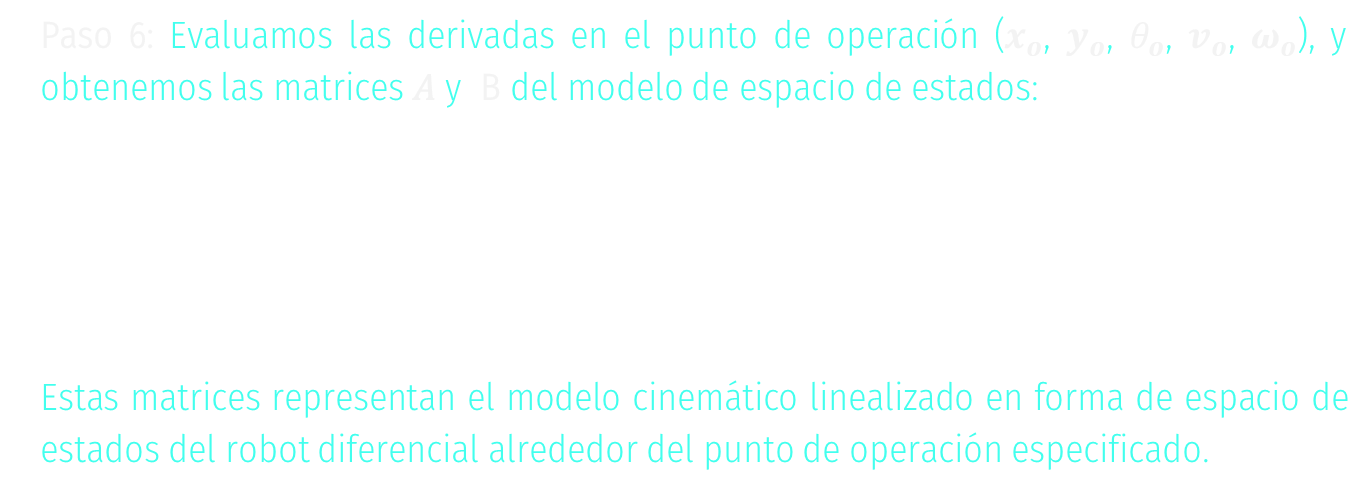 Paso 6: Evaluamos las derivadas en el punto de operación (xₒ, yₒ, θₒ, vₒ, ωₒ), y
obtenemos las matrices A y B del modelo de espacio de estados:
Estas matrices representan el modelo cinemático linealizado en forma de espacio de
estados del robot diferencial alrededor del punto de operación especificado.